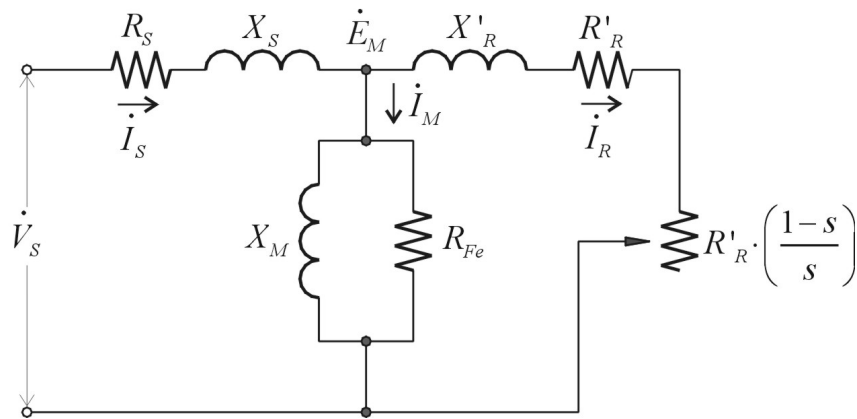 R_S
X_S
Ė_M
X'_R
R'_R
İ_S
İ_M
İ_R
V̇_S
X_M
R_Fe
R'_R·((1-s)/s)